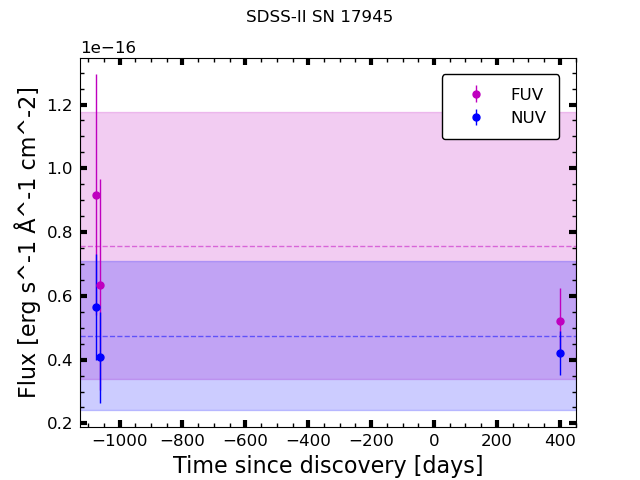 SDSS-II SN 17945
1e−16
FUV
NUV
1.2
1.0
0.8
0.6
0.4
0.2
Flux [erg s^-1 Å^-1 cm^-2]
−1000 −800 −600 −400 −200 0 200 400
Time since discovery [days]